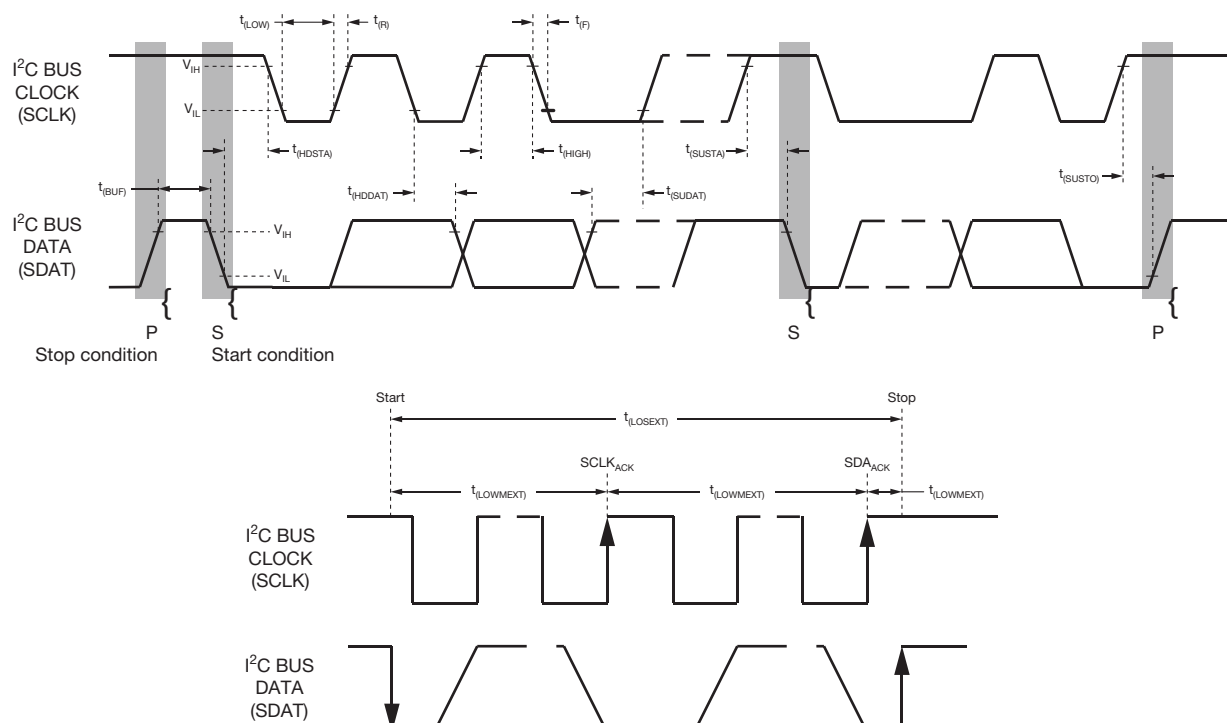 t(LOW)
t(R)
t(F)
I²C BUS
CLOCK
(SCLK)
VIH
VIL
t(HDSTA)
t(HIGH)
t(SUSTA)
t(BUF)
t(HDDAT)
t(SUDAT)
t(SUSTO)
I²C BUS
DATA
(SDAT)
VIH
VIL
{ { { {
P S S P
Stop condition Start condition
Start Stop
t(LOSEXT)
SCLKACK SDAACK
t(LOWMEXT) t(LOWMEXT) t(LOWMEXT)
I²C BUS
CLOCK
(SCLK)
I²C BUS
DATA
(SDAT)